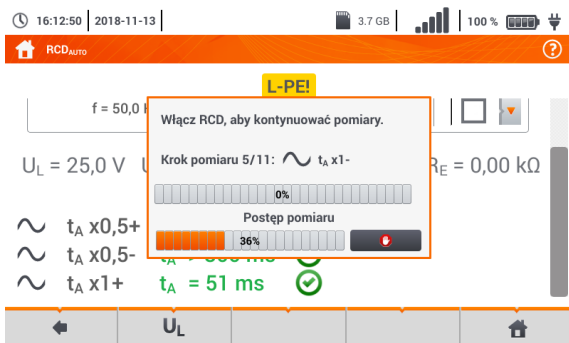 16:12:50 2018-11-13 3.7 GB 100 %
RCDAUTO
L-PE!
f = 50,0
Włącz RCD, aby kontynuować pomiary.
Krok pomiaru 5/11: tA x1-
0%
Postęp pomiaru
36%
UL = 25,0 V RE = 0,00 kΩ
tA x0,5+
tA x0,5- ms
tA x1+ tA = 51 ms
UL